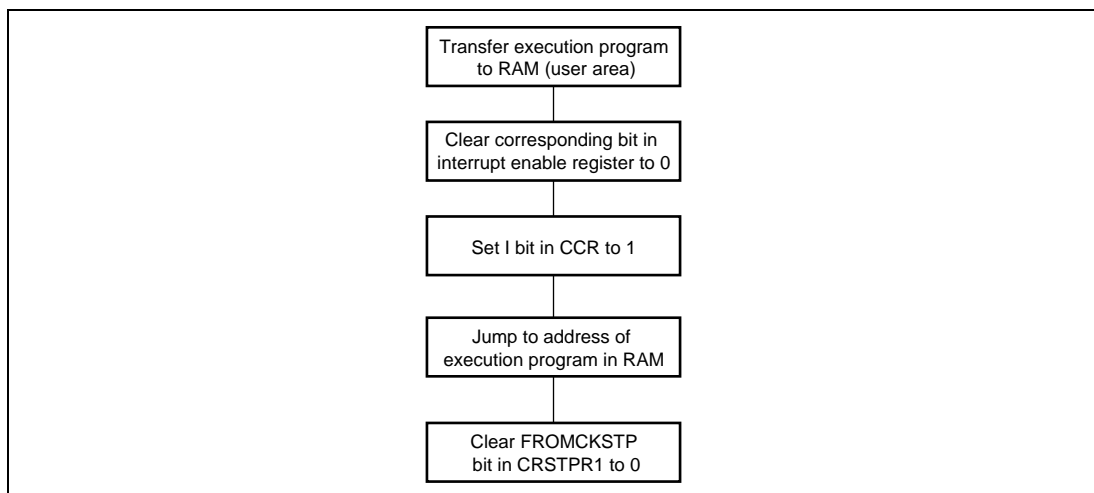 Transfer execution program
to RAM (user area)
Clear corresponding bit in
interrupt enable register to 0
Set I bit in CCR to 1
Jump to address of
execution program in RAM
Clear FROMCKSTP
bit in CRSTPR1 to 0